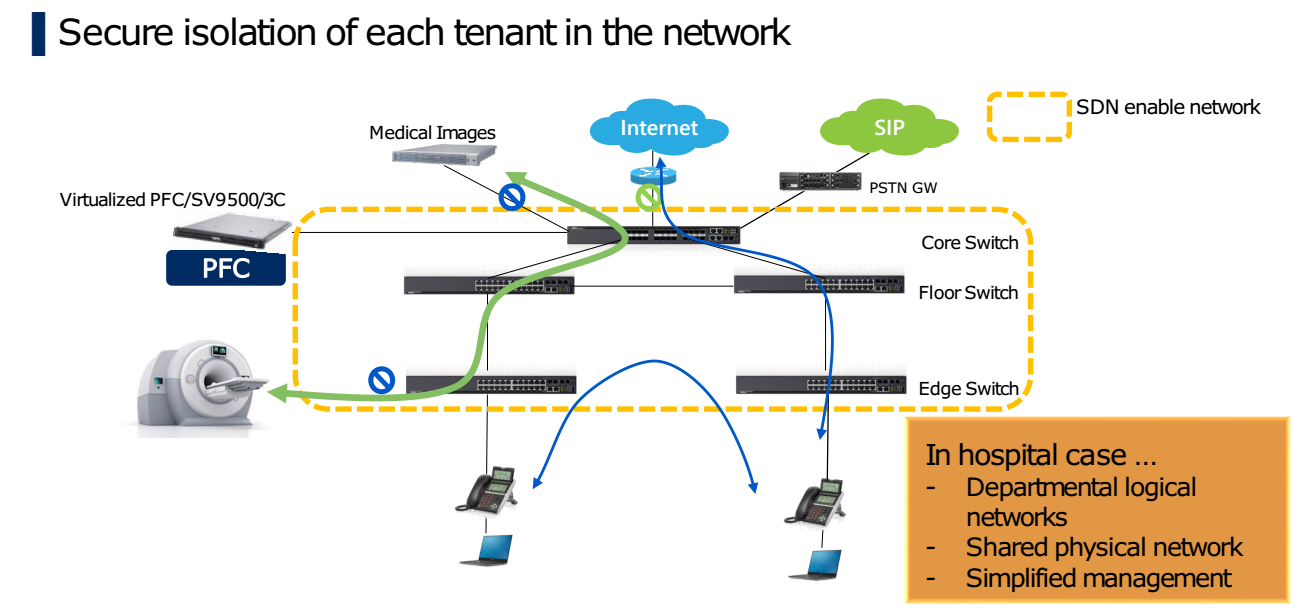 Secure isolation of each tenant in the network
SDN enable network
Medical Images
Internet
SIP
PSTN GW
Virtualized PFC/SV9500/3C
PFC
Core Switch
Floor Switch
Edge Switch
In hospital case ...
- Departmental logical
networks
- Shared physical network
- Simplified management